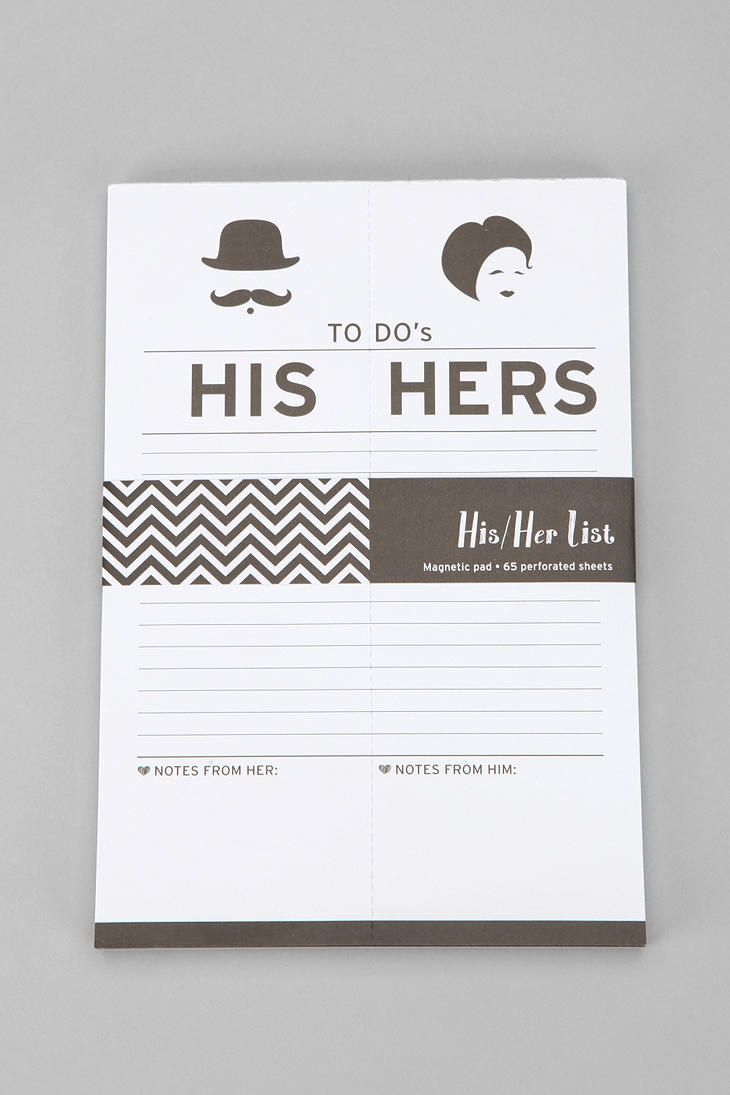 TO DO's
HIS HERS
His/Her List
Magnetic pad • 65 perforated sheets
NOTES FROM HER: NOTES FROM HIM: